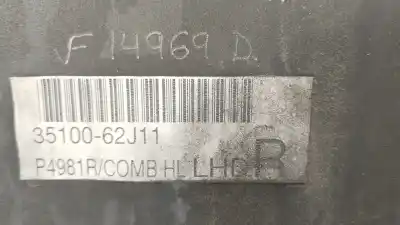 F 14969 D.
35100-62J11
P4981R/COMB HL LHD R